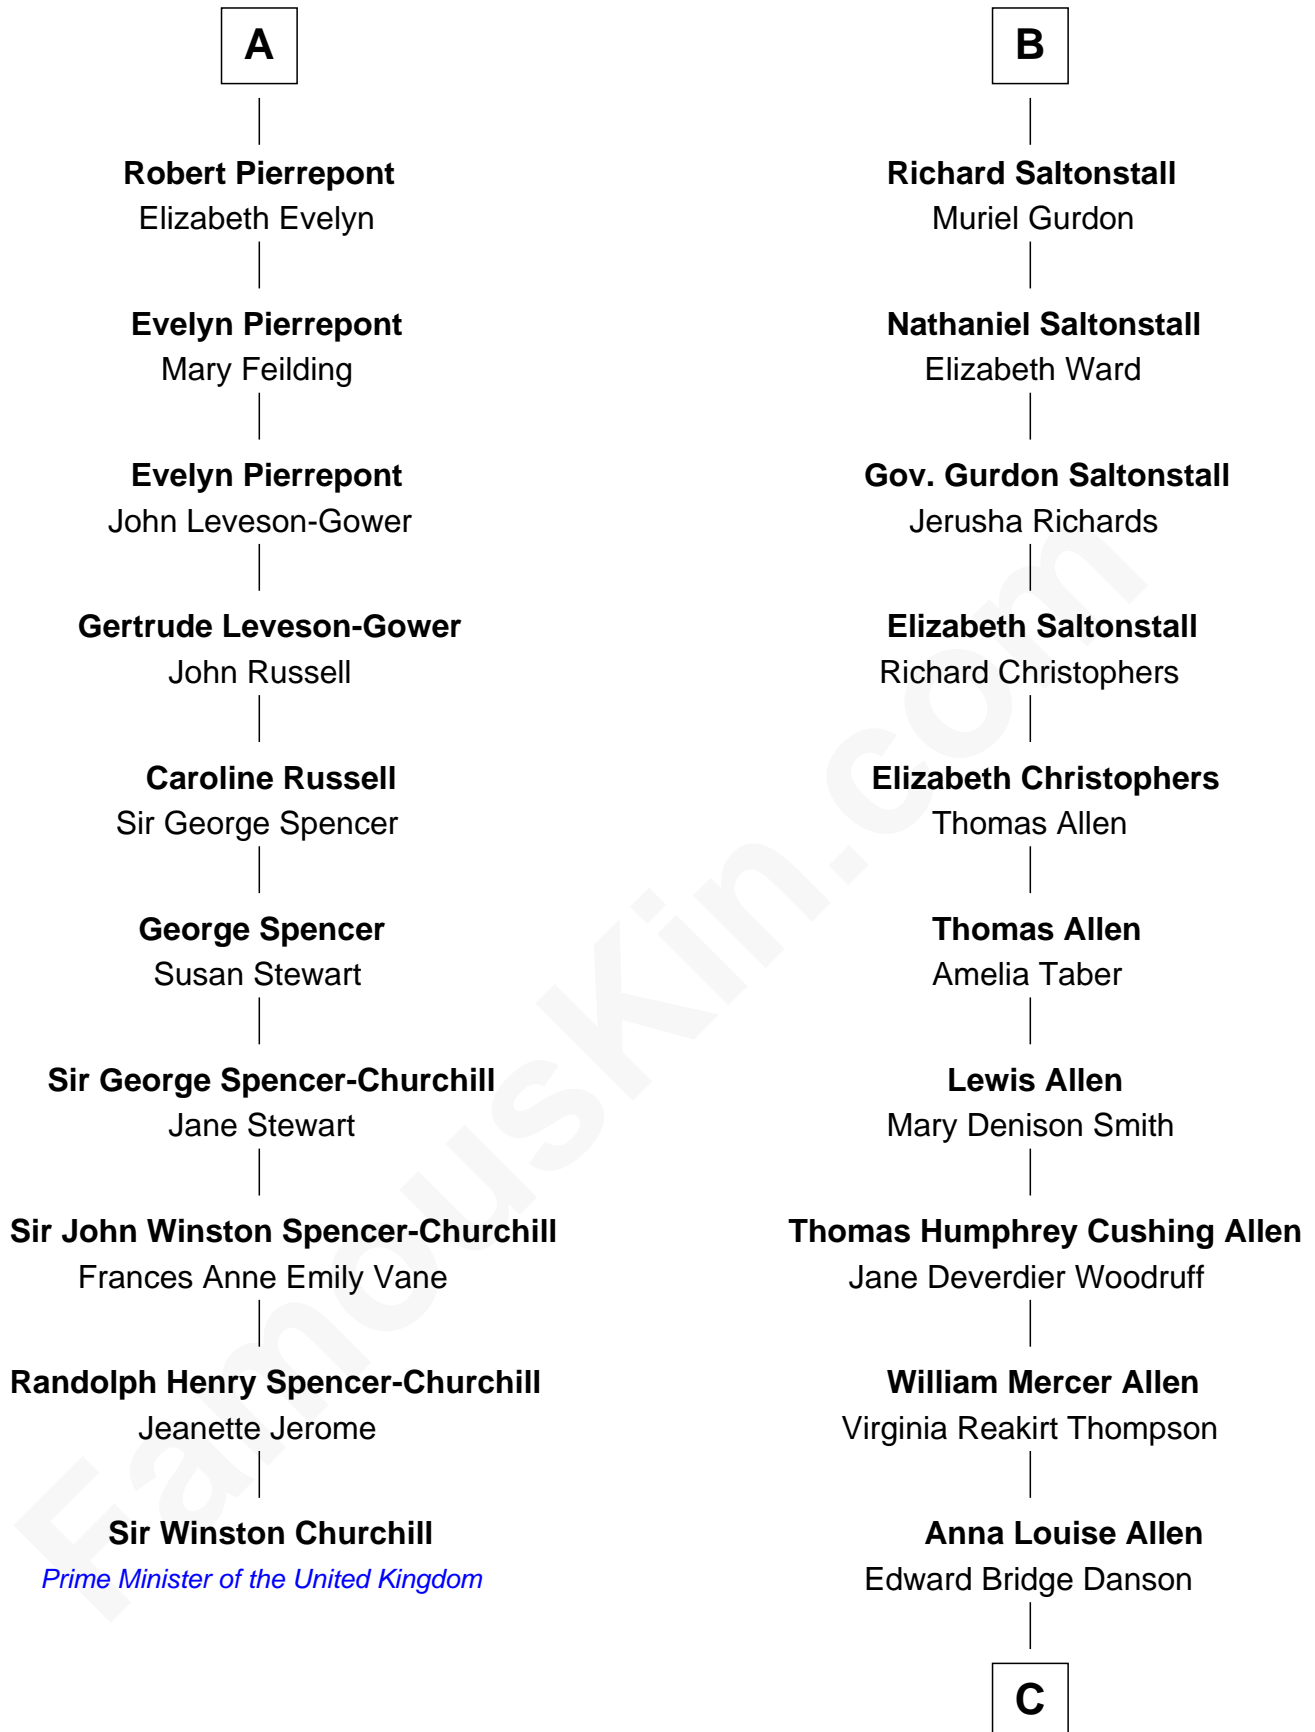 A
Robert Pierrepont
Elizabeth Evelyn
Evelyn Pierrepont
Mary Feilding
Evelyn Pierrepont
John Leveson-Gower
Gertrude Leveson-Gower
John Russell
Caroline Russell
Sir George Spencer
George Spencer
Susan Stewart
Sir George Spencer-Churchill
Jane Stewart
Sir John Winston Spencer-Churchill
Frances Anne Emily Vane
Randolph Henry Spencer-Churchill
Jeanette Jerome
Sir Winston Churchill
Prime Minister of the United Kingdom
B
Richard Saltonstall
Muriel Gurdon
Nathaniel Saltonstall
Elizabeth Ward
Gov. Gurdon Saltonstall
Jerusha Richards
Elizabeth Saltonstall
Richard Christophers
Elizabeth Christophers
Thomas Allen
Thomas Allen
Amelia Taber
Lewis Allen
Mary Denison Smith
Thomas Humphrey Cushing Allen
Jane Deverdier Woodruff
William Mercer Allen
Virginia Reakirt Thompson
Anna Louise Allen
Edward Bridge Danson
C
FamousKin.com